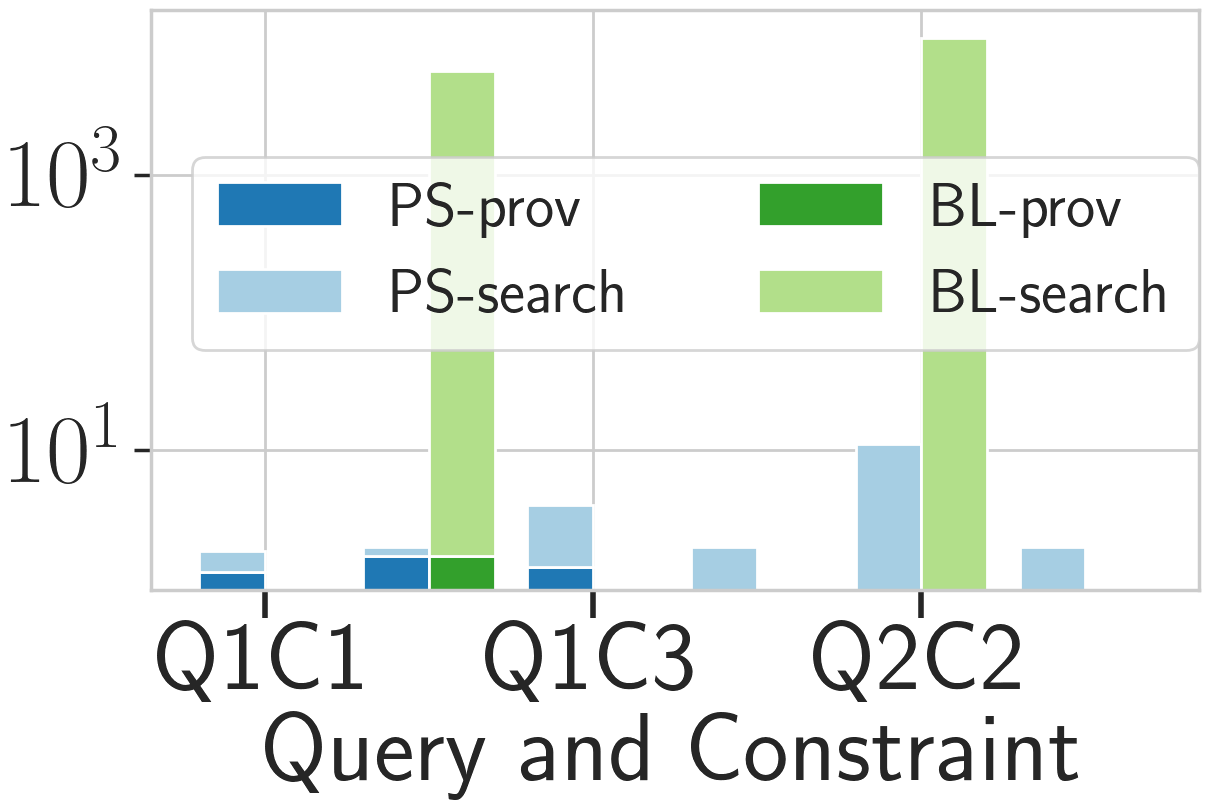 10^3
PS-prov
BL-prov
PS-search
BL-search
10^1
Q1C1
Q1C3
Q2C2
Query and Constraint